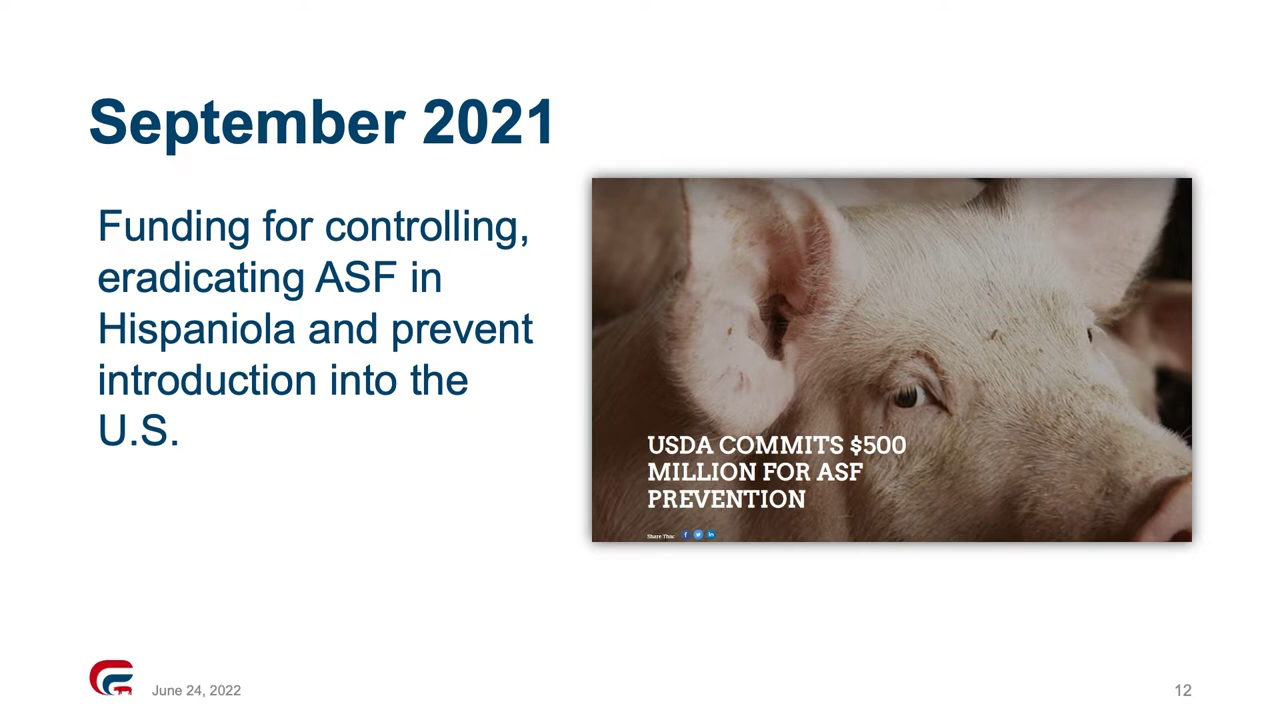 September 2021
Funding for controlling,
eradicating ASF in
Hispaniola and prevent
introduction into the
U.S.
USDA COMMITS $500
MILLION FOR ASF
PREVENTION
Share This:
June 24, 2022
12